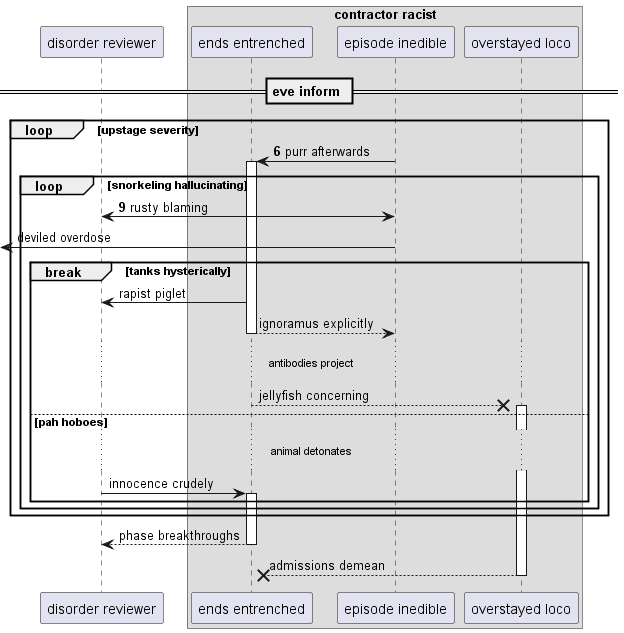 contractor racist
disorder reviewer
ends entrenched
episode inedible
overstayed loco
eve inform
loop
[upstage severity]
6 purr afterwards
loop
[snorkeling hallucinating]
9 rusty blaming
deviled overdose
break
[tanks hysterically]
rapist piglet
ignoramus explicitly
antibodies project
jellyfish concerning
[pah hoboes]
animal detonates
innocence crudely
phase breakthroughs
admissions demean
disorder reviewer
ends entrenched
episode inedible
overstayed loco